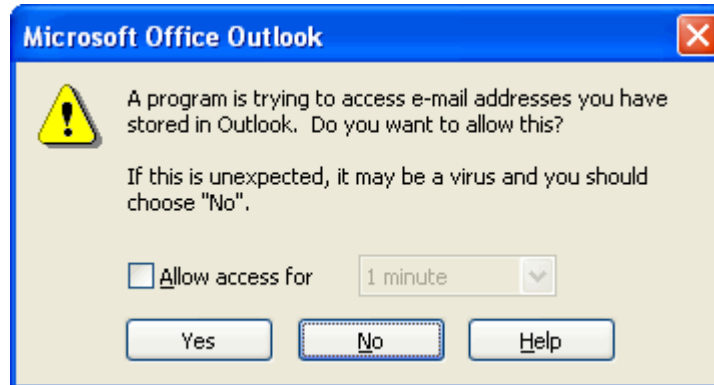 Microsoft Office Outlook
A program is trying to access e-mail addresses you have
stored in Outlook.  Do you want to allow this?
If this is unexpected, it may be a virus and you should
choose "No".
Allow access for 1 minute
Yes No Help